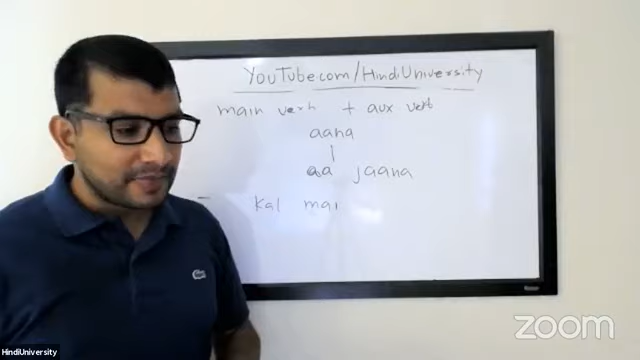 YouTube.com/HindiUniversity
main verb + aux verb
aana
aa jaana
Kal mai
HindiUniversity
zoom